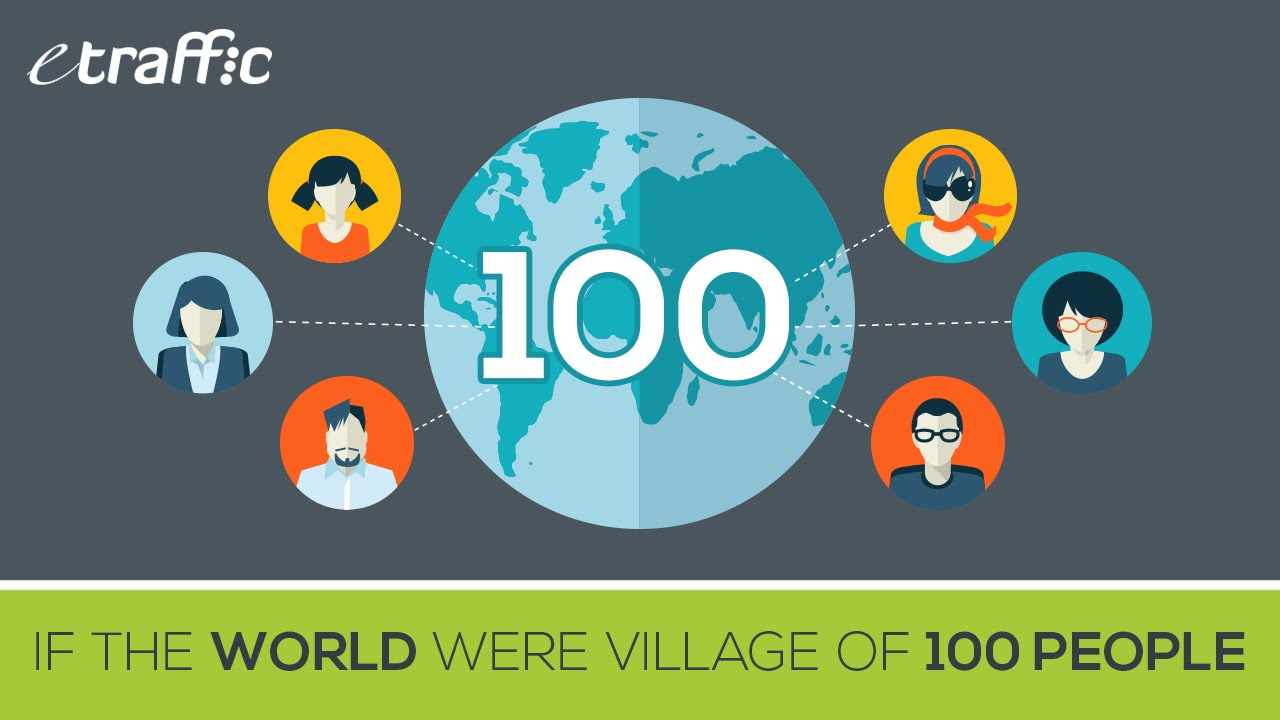 etraffic
100
IF THE WORLD WERE VILLAGE OF 100 PEOPLE